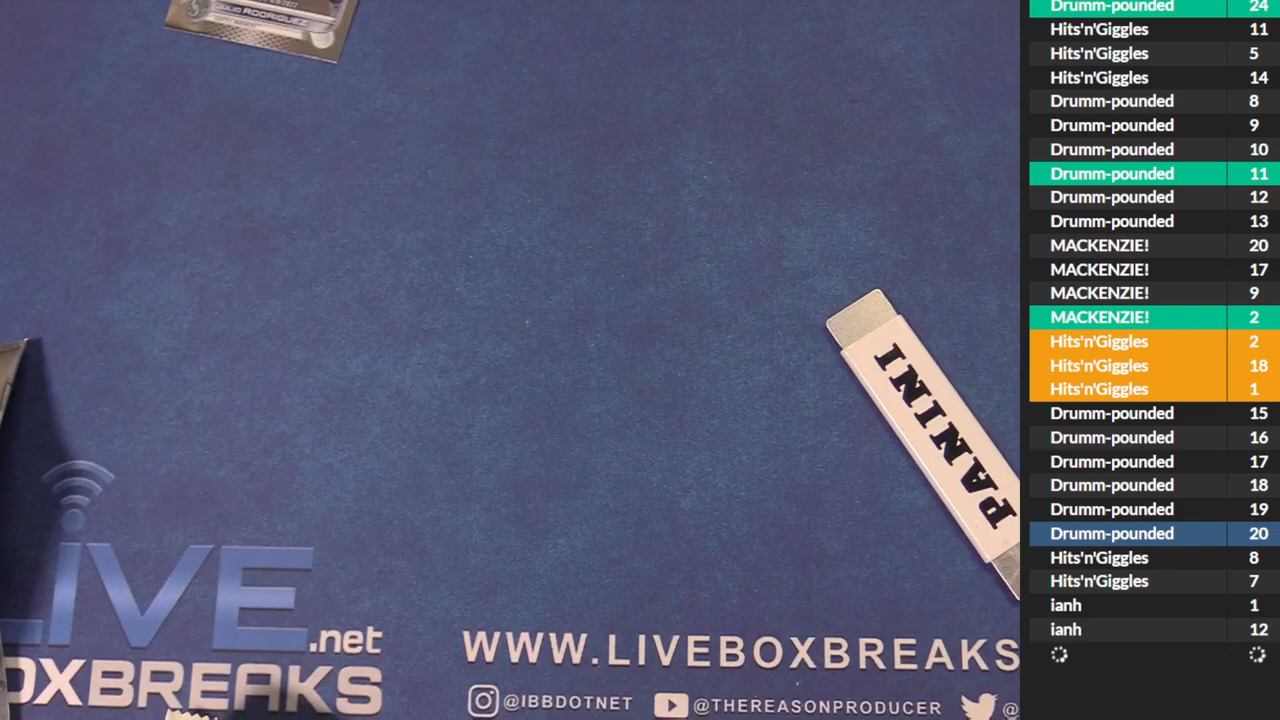 JULIO RODRIGUEZ
PANINI
LIVE.net
BOXBREAKS
WWW.LIVEBOXBREAKS
@IBBDOTNET
@THEREASONPRODUCER
@
Drumm-pounded 24
Hits'n'Giggles 11
Hits'n'Giggles 5
Hits'n'Giggles 14
Drumm-pounded 8
Drumm-pounded 9
Drumm-pounded 10
Drumm-pounded 11
Drumm-pounded 12
Drumm-pounded 13
MACKENZIE! 20
MACKENZIE! 17
MACKENZIE! 9
MACKENZIE! 2
Hits'n'Giggles 2
Hits'n'Giggles 18
Hits'n'Giggles 1
Drumm-pounded 15
Drumm-pounded 16
Drumm-pounded 17
Drumm-pounded 18
Drumm-pounded 19
Drumm-pounded 20
Hits'n'Giggles 8
Hits'n'Giggles 7
ianh 1
ianh 12